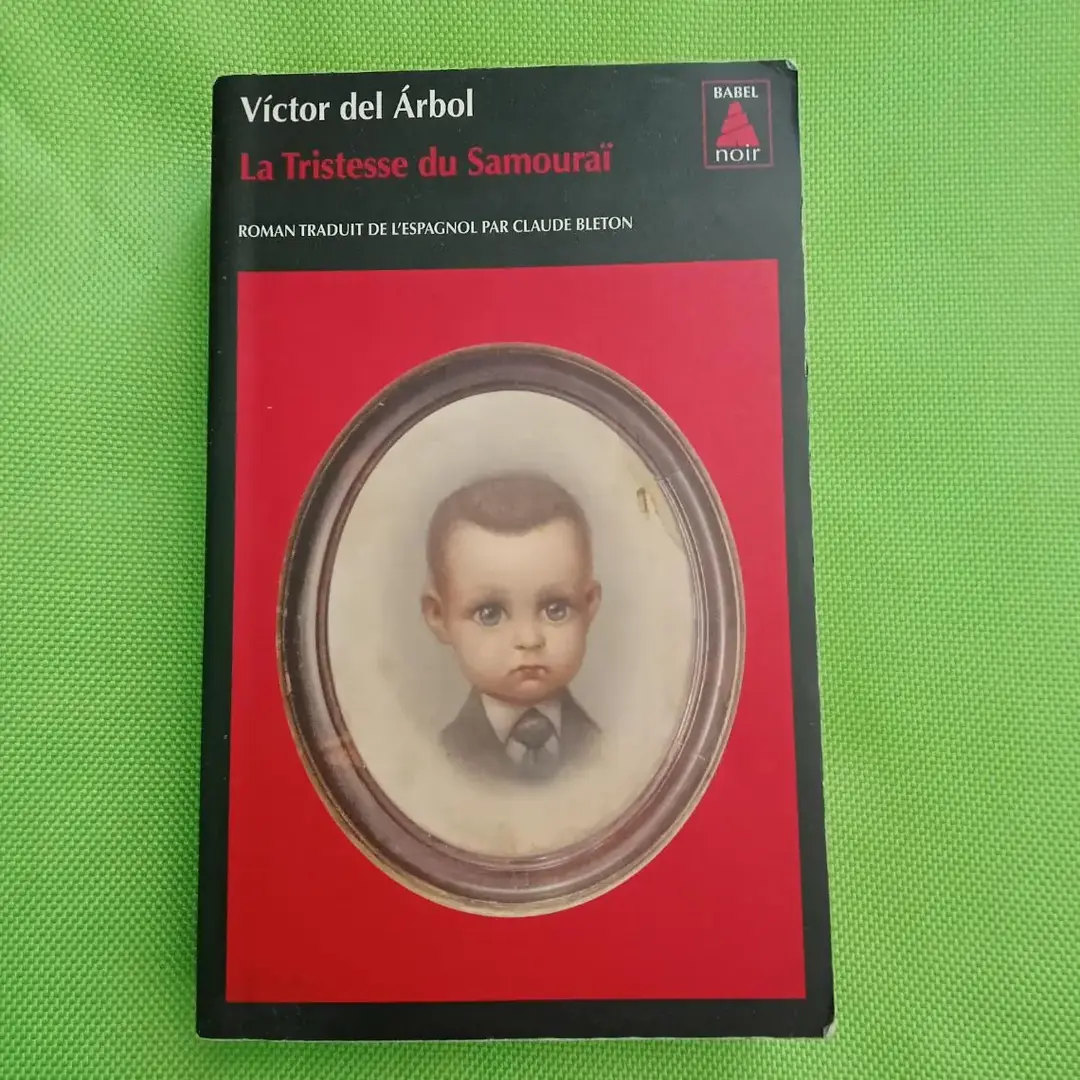 Víctor del Árbol
La Tristesse du Samouraï
ROMAN TRADUIT DE L'ESPAGNOL PAR CLAUDE BLETON
BABEL
noir